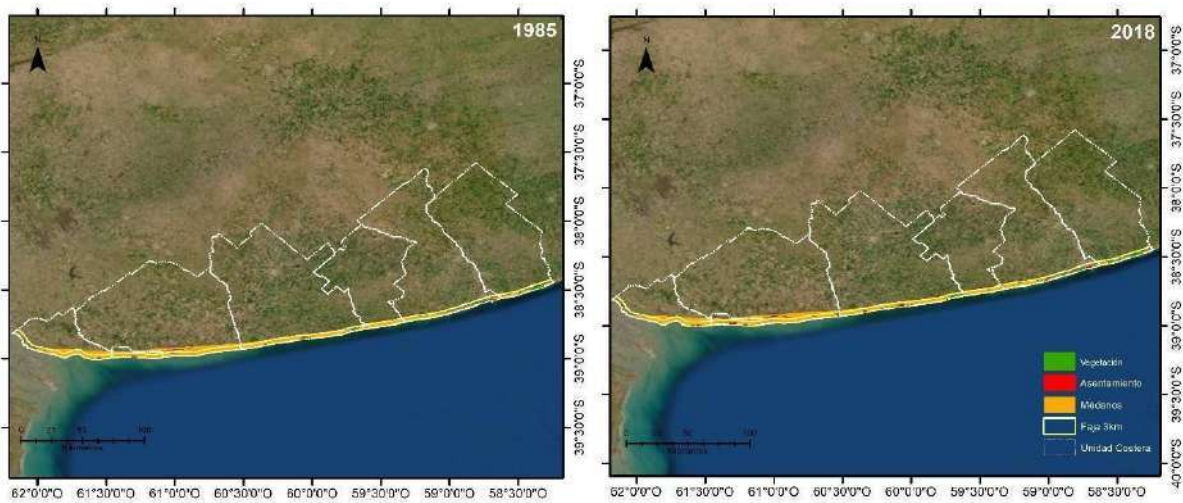 1985
N
37°0'0"S
37°30'0"S
38°0'0"S
38°30'0"S
39°0'0"S
39°30'0"S
0 25 50 100
62°0'0"O 61°30'0"O 61°0'0"O 60°30'0"O 60°0'0"O 59°30'0"O 59°0'0"O 58°30'0"O
2018
N
37°0'0"S
37°30'0"S
38°0'0"S
38°30'0"S
39°0'0"S
39°30'0"S
40°0'0"S
Vegetación
Asentamiento
Médanos
Faja 3km
Unidad Costera
0 25 50 100
62°0'0"O 61°30'0"O 61°0'0"O 60°30'0"O 60°0'0"O 59°30'0"O 59°0'0"O 58°30'0"O